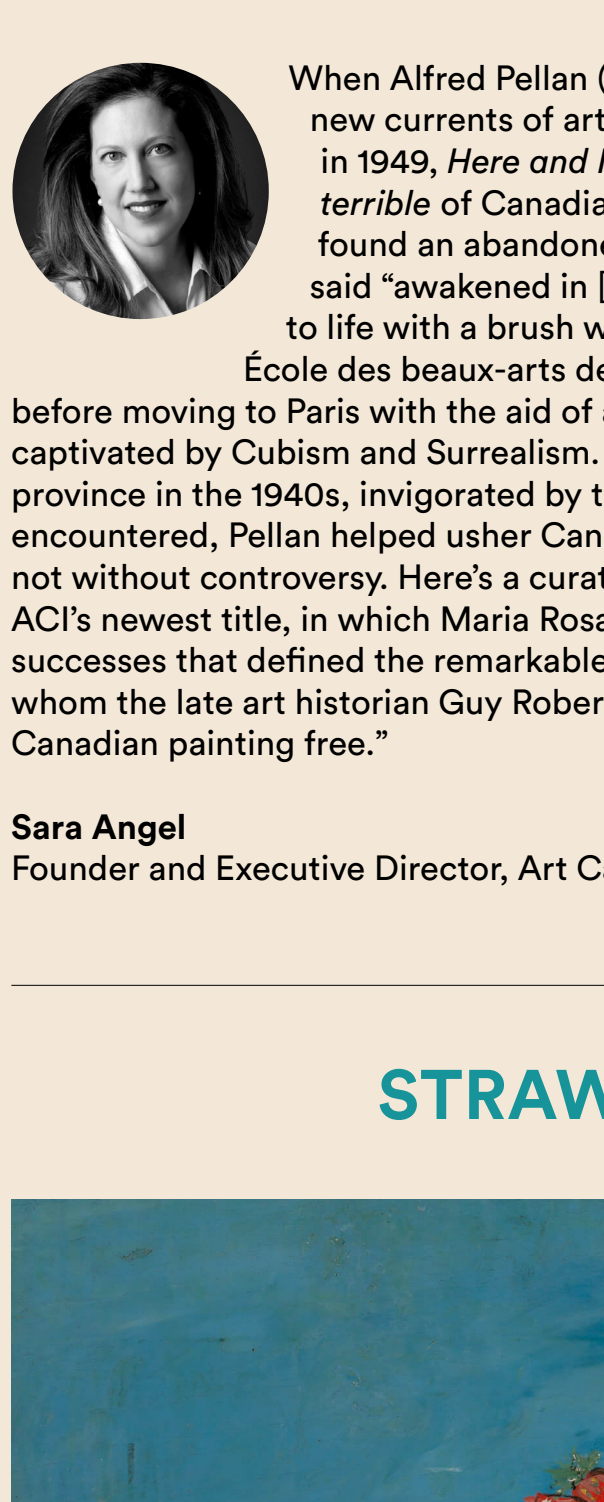 When Alfred Pellan (
new currents of art
in 1949, Here and
terrible of Canadia
found an abandone
said “awakened in [
to life with a brush w
École des beaux-arts de
before moving to Paris with the aid of a
captivated by Cubism and Surrealism.
province in the 1940s, invigorated by t
encountered, Pellan helped usher Can
not without controversy. Here’s a curat
ACI’s newest title, in which Maria Rosa
successes that defined the remarkable
whom the late art historian Guy Rober
Canadian painting free.”
Sara Angel
Founder and Executive Director, Art Ca
STRAW